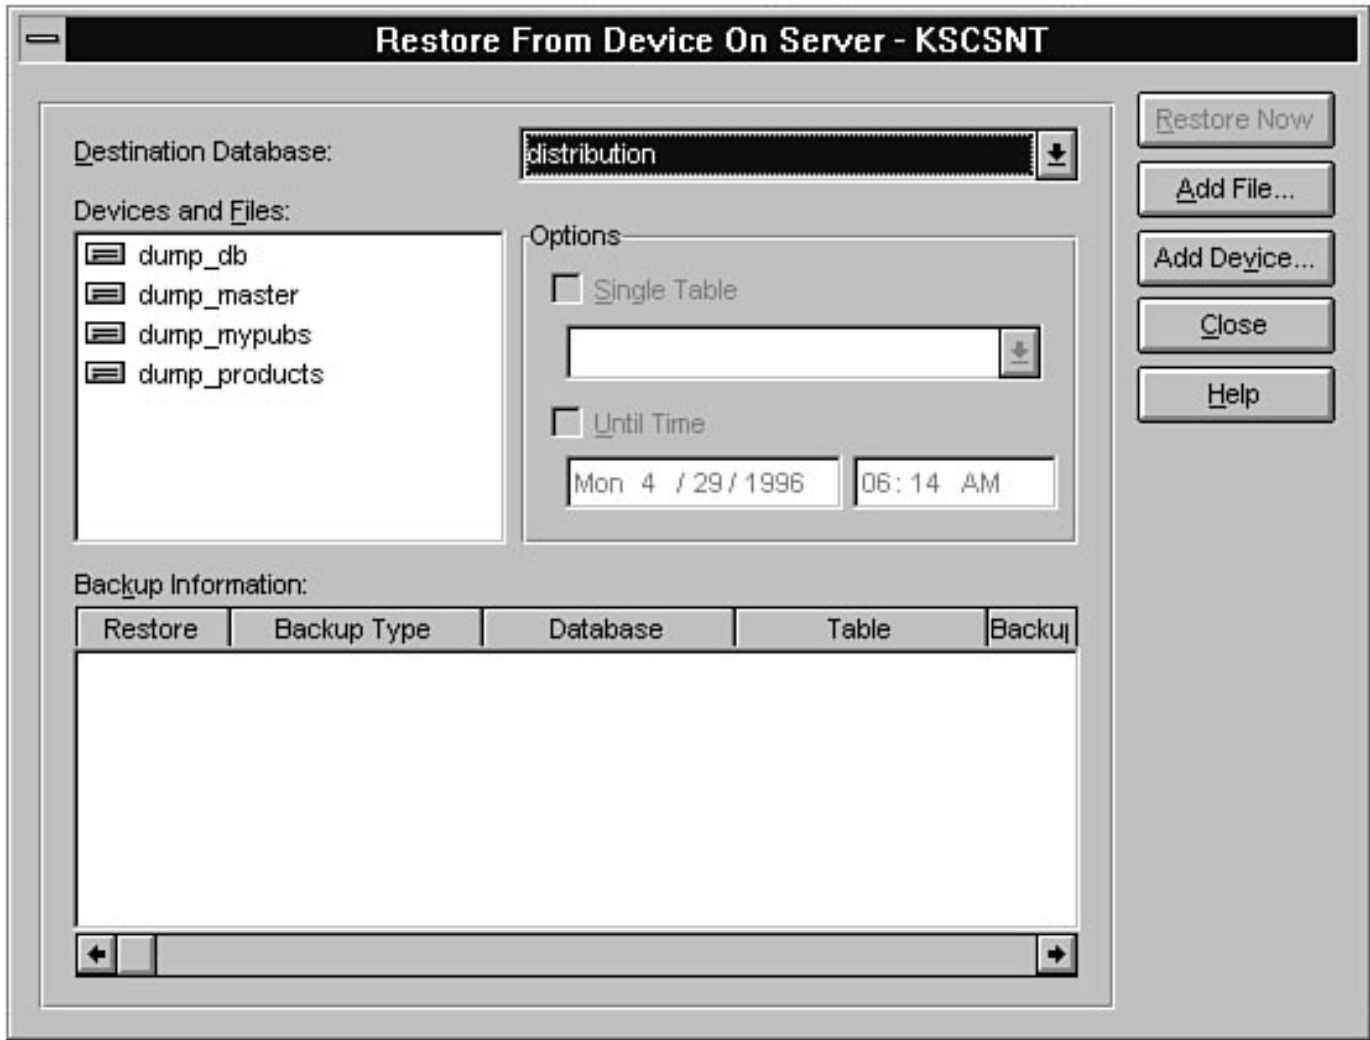 Restore From Device On Server - KSCSNT
Destination Database:
distribution
Restore Now
Add File...
Add Device...
Close
Help
Devices and Files:
dump_db
dump_master
dump_mypubs
dump_products
Options
Single Table
Until Time
Mon 4 / 29 / 1996
06: 14 AM
Backup Information:
Restore
Backup Type
Database
Table
Backu